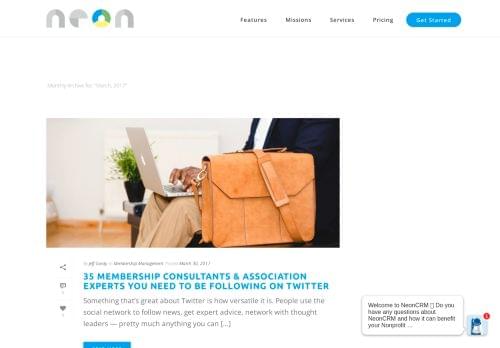 neon
Features
Missions
Services
Pricing
Get Started
Monthly Archive for: "March, 2017"
By Jeff Gordy In Membership Management Posted March 30, 2017
35 MEMBERSHIP CONSULTANTS & ASSOCIATION
EXPERTS YOU NEED TO BE FOLLOWING ON TWITTER
Something that's great about Twitter is how versatile it is. People use the
social network to follow news, get expert advice, network with thought
leaders — pretty much anything you can [...]
Welcome to NeonCRM Do you
have any questions about
NeonCRM and how it can benefit
your Nonprofit ...
1